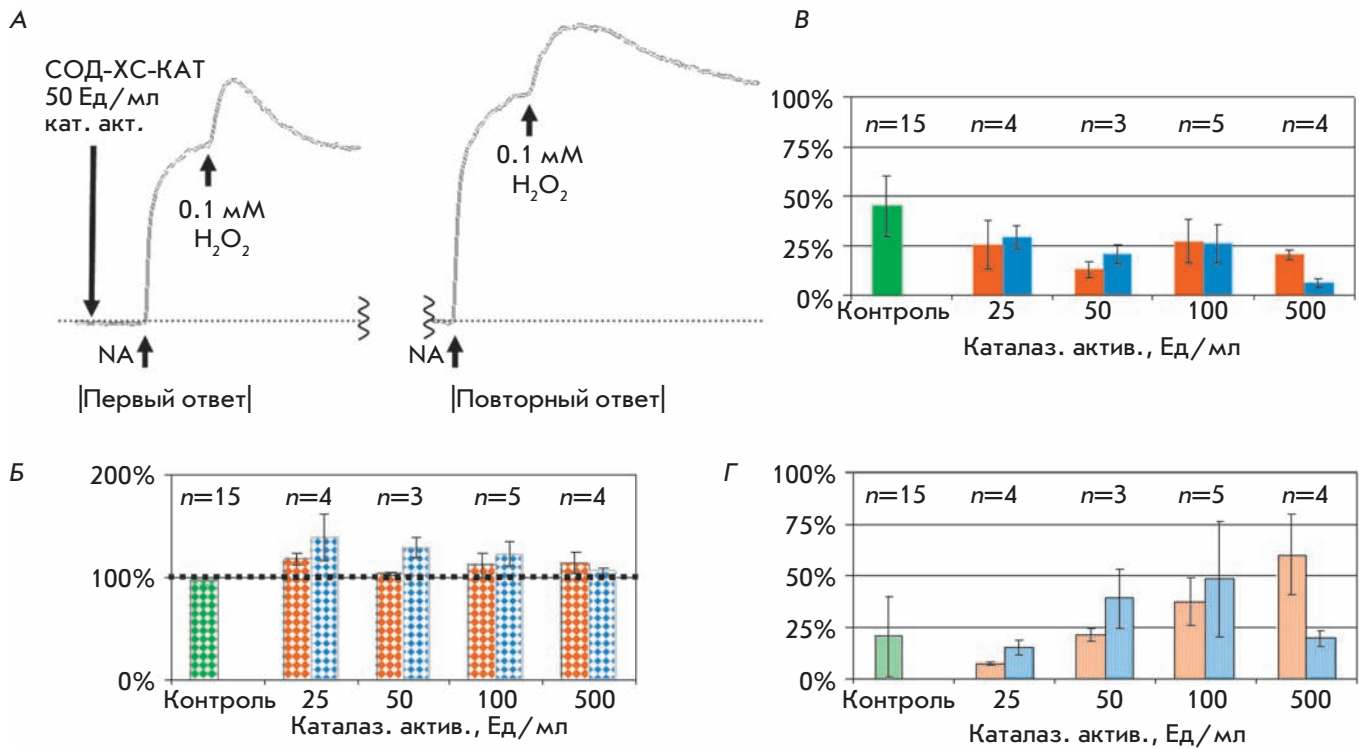 А
СОД-ХС-КАТ
50 Ед/мл
кат. акт.
0.1 мМ
H₂O₂
NA
|Первый ответ|
0.1 мМ
H₂O₂
NA
|Повторный ответ|
В
100%
75%
50%
25%
0%
n=15 n=4 n=3 n=5 n=4
Контроль 25 50 100 500
Каталаз. актив., Ед/мл
Б
200%
100%
0%
n=15 n=4 n=3 n=5 n=4
Контроль 25 50 100 500
Каталаз. актив., Ед/мл
Г
100%
75%
50%
25%
0%
n=15 n=4 n=3 n=5 n=4
Контроль 25 50 100 500
Каталаз. актив., Ед/мл